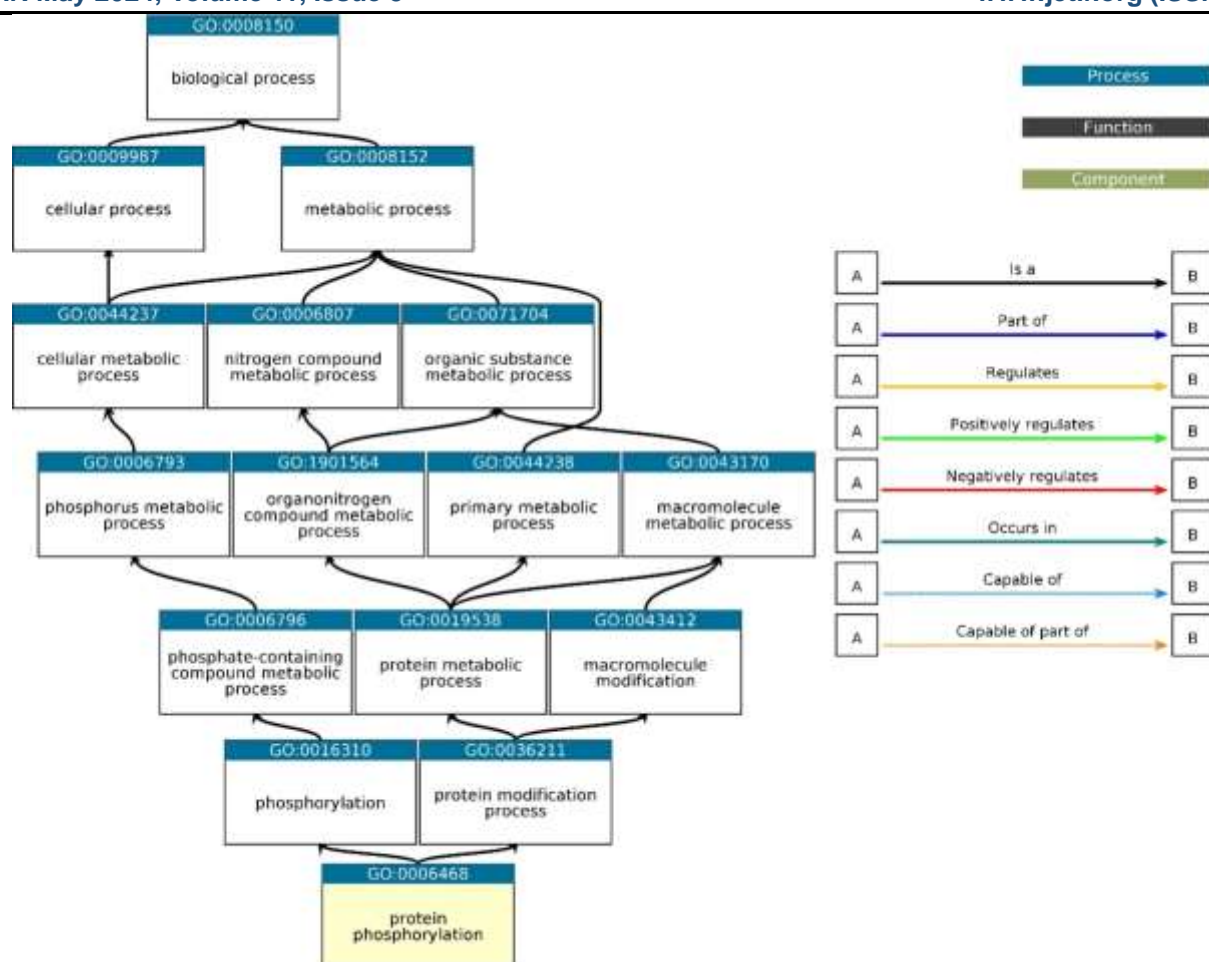 GO:0008150
biological process
GO:0009987
cellular process
GO:0008152
metabolic process
GO:0044237
cellular metabolic
process
GO:0006807
nitrogen compound
metabolic process
GO:0071704
organic substance
metabolic process
GO:0006793
phosphorus metabolic
process
GO:1901564
organonitrogen
compound metabolic
process
GO:0044238
primary metabolic
process
GO:0043170
macromolecule
metabolic process
GO:0006796
phosphate-containing
compound metabolic
process
GO:0019538
protein metabolic
process
GO:0043412
macromolecule
modification
GO:0016310
phosphorylation
GO:0036211
protein modification
process
GO:0006468
protein
phosphorylation
Process
Function
Component
A Is a B
A Part of B
A Regulates B
A Positively regulates B
A Negatively regulates B
A Occurs in B
A Capable of B
A Capable of part of B